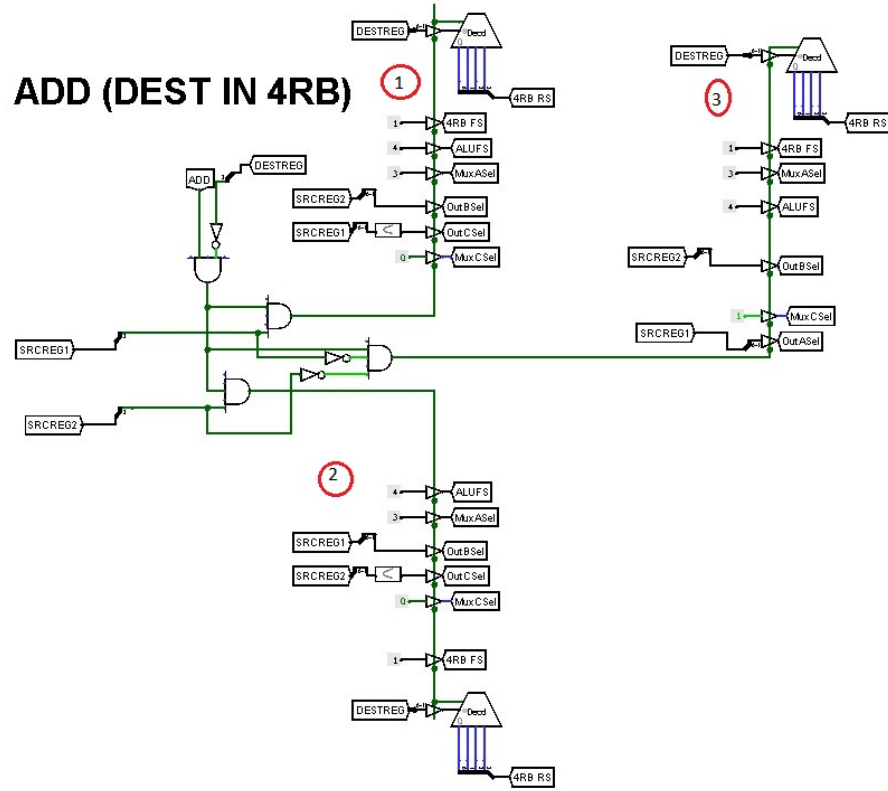 ADD (DEST IN 4RB)
1
DESTREG
Decd
4RB RS
1
4RB FS
4
ALUFS
3
MuxASel
SRCREG2
OutBSel
SRCREG1
OutCSel
0
MuxCSel
3
DESTREG
Decd
4RB RS
1
4RB FS
3
MuxASel
4
ALUFS
SRCREG2
OutBSel
1
MuxCSel
SRCREG1
OutASel
ADD
DESTREG
SRCREG1
SRCREG2
2
4
ALUFS
3
MuxASel
SRCREG1
OutBSel
SRCREG2
OutCSel
0
MuxCSel
1
4RB FS
DESTREG
Decd
4RB RS